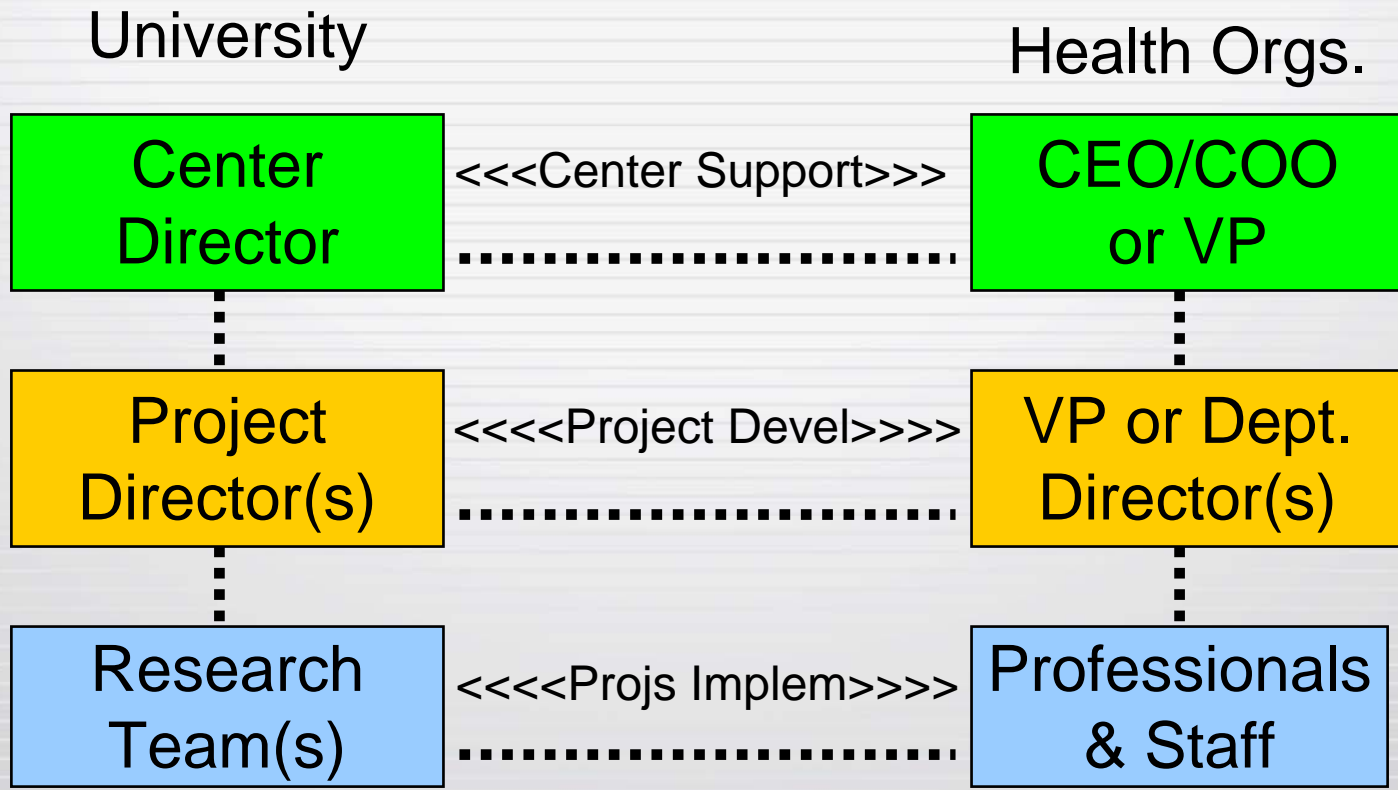 University
Health Orgs.
Center
Director
<<<Center Support>>>
CEO/COO
or VP
Project
Director(s)
<<<<Project Devel>>>>
VP or Dept.
Director(s)
Research
Team(s)
<<<<Projs Implem>>>>
Professionals
& Staff